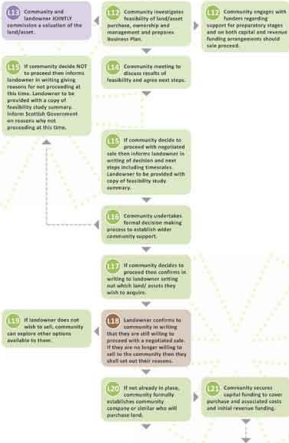 L13
Community and
landowner JOINTLY
commission a valuation of the
land/asset.
L12
Community investigates
feasibility of land/asset
purchase, ownership and
management and prepares
Business Plan.
L12
Community engages with
funders regarding
support for preparatory stages
and on both capital and revenue
funding arrangements should
sale proceed.
L15
If community decide NOT
to proceed then informs
landowner in writing giving
reasons for not proceeding at
this time. Landowner to be
provided with a copy of
feasibility study summary.
Inform Scottish Government
on reasons why not
proceeding at this time.
L14
Community meeting to
discuss results of
feasibility and agree next steps.
L15
If community decide to
proceed with negotiated
sale then informs landowner in
writing of decision and next
steps including timescales.
Landowner to be provided with
copy of feasibility study
summary.
L16
Community undertakes
formal decision making
process to establish wider
community support.
L17
If community decides to
proceed then confirms in
writing to landowner setting
out which land/ assets they
wish to acquire.
L19
If landowner does not
wish to sell, community
can explore other options
available to them.
L18
Landowner confirms to
community in writing
that they are still willing to
proceed with a negotiated sale.
If they are no longer willing to
sell to the community then they
shall set out their reasons.
L20
If not already in place,
community formally
establishes community
company or similar who will
purchase land.
L21
Community secures
capital funding to cover
purchase and associated costs
and initial revenue funding.